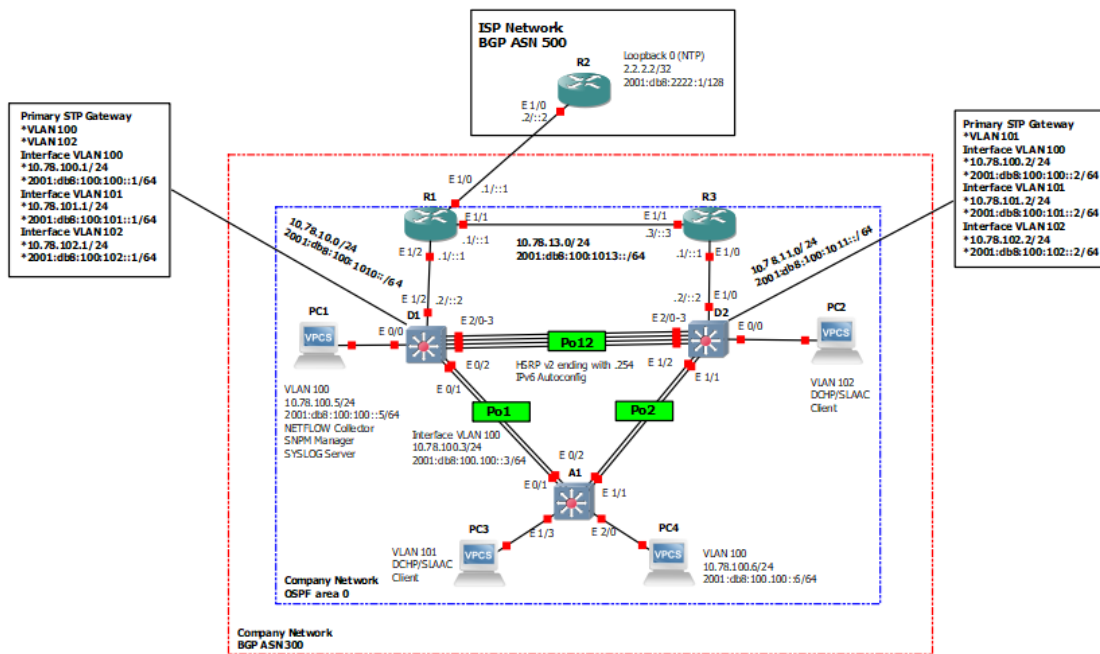 ISP Network
BGP ASN 500
R2
Loopback 0 (NTP)
2.2.2.2/32
2001:db8:2222:1/128
E 1/0
.2/::2
Primary STP Gateway
*VLAN 100
*VLAN 102
Interface VLAN 100
*10.78.100.1/24
*2001:db8:100:100::1/64
Interface VLAN 101
*10.78.101.1/24
*2001:db8:100:101::1/64
Interface VLAN 102
*10.78.102.1/24
*2001:db8:100:102::1/64
Primary STP Gateway
*VLAN 101
Interface VLAN 100
*10.78.100.2/24
*2001:db8:100:100::2/64
Interface VLAN 101
*10.78.101.2/24
*2001:db8:100:101::2/64
Interface VLAN 102
*10.78.102.2/24
*2001:db8:100:102::2/64
E 1/0
.1/::1
R1
E 1/1
.1/::1
E 1/2
.1/::1
10.78.10.0/24
2001:db8:100:1010::/64
10.78.13.0/24
2001:db8:100:1013::/64
R3
E 1/1
.3/::3
.1/::1
E 1/0
10.78.11.0/24
2001:db8:100:1011::/64
E 1/2
.2/::2
D1
E 2/0-3
E 0/0
E 0/2
E 0/1
PC1
VPCS
VLAN 100
10.78.100.5/24
2001:db8:100:100::5/64
NETFLOW Collector
SNPM Manager
SYSLOG Server
Po12
HSRP v2 ending with .254
IPv6 Autoconfig
.2/::2
E 1/0
D2
E 2/0-3
E 0/0
E 1/2
E 1/1
PC2
VPCS
VLAN 102
DCHP/SLAAC
Client
Po1
Po2
Interface VLAN 100
10.78.100.3/24
2001:db8:100.100::3/64
E 0/2
A1
E 0/1
E 1/1
E 1/3
E 2/0
PC3
VPCS
VLAN 101
DCHP/SLAAC
Client
PC4
VPCS
VLAN 100
10.78.100.6/24
2001:db8:100.100::6/64
Company Network
OSPF area 0
Company Network
BGP ASN 300